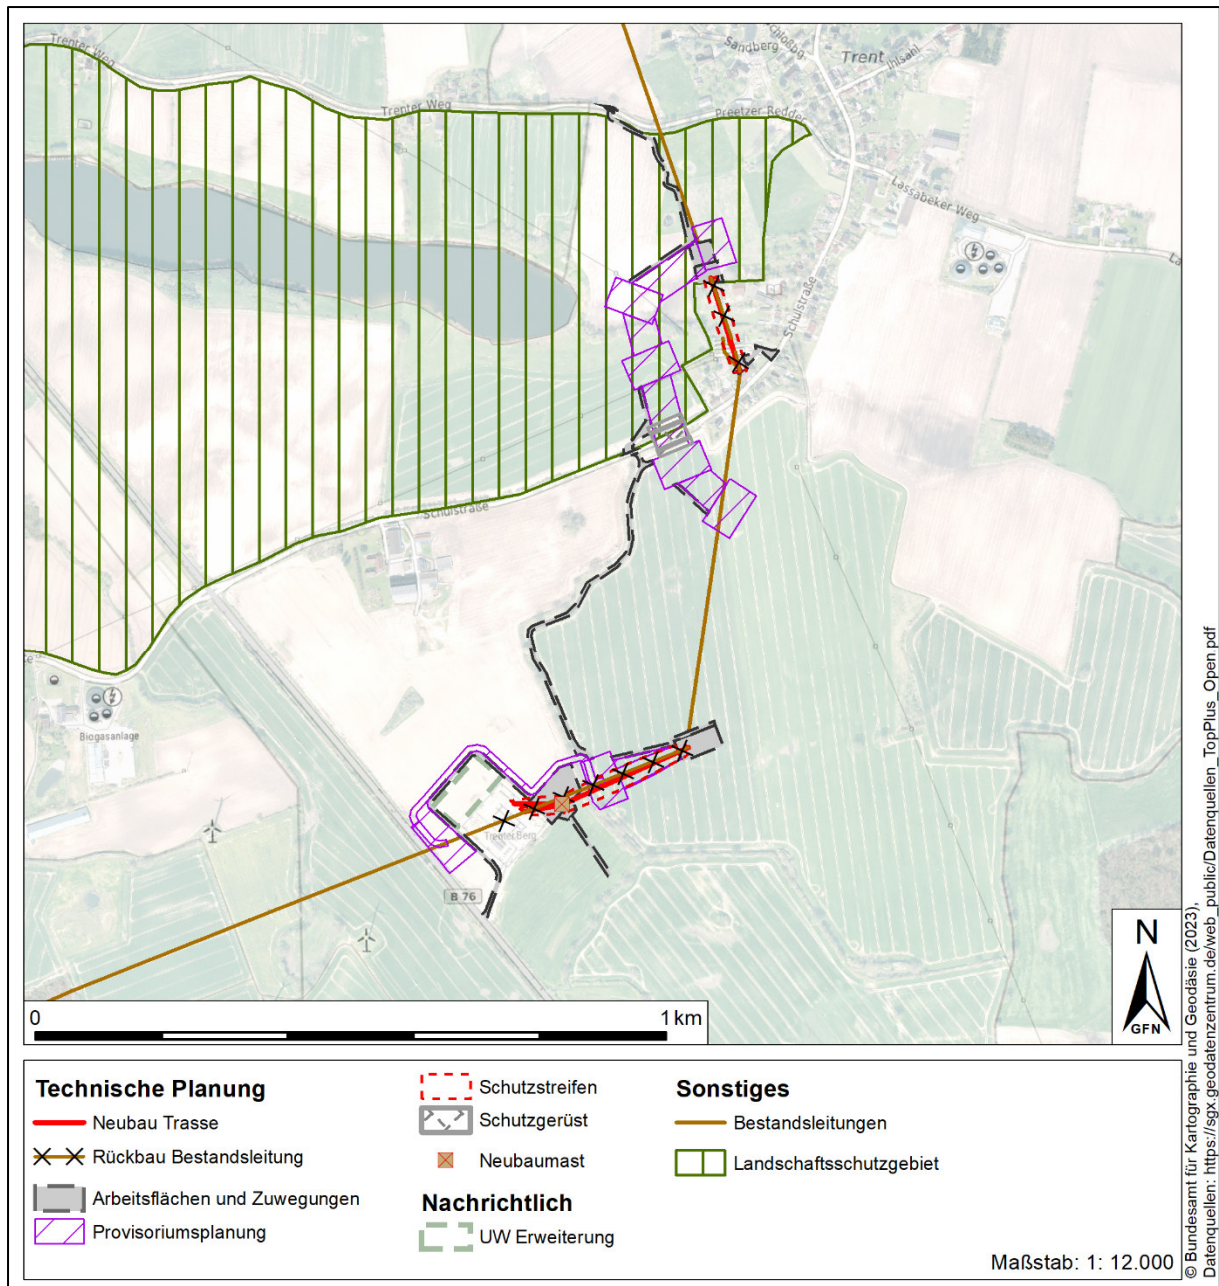 Trenter Weg
Sandberg
Schloßbg.
Trent
Ihlsahl
Trenter Weg
Preetzer Redder
Lassabeker Weg
La
Schulstraße
Schulstraße
Biogasanlage
Trenter Berg
B 76
0
1 km
N
GFN
Technische Planung
Neubau Trasse
Rückbau Bestandsleitung
Arbeitsflächen und Zuwegungen
Provisoriumsplanung
Schutzstreifen
Schutzgerüst
Neubaumast
Nachrichtlich
UW Erweiterung
Sonstiges
Bestandsleitungen
Landschaftsschutzgebiet
Maßstab: 1: 12.000
© Bundesamt für Kartographie und Geodäsie (2023),
Datenquellen: https://sgx.geodatenzentrum.de/web_public/Datenquellen_TopPlus_Open.pdf